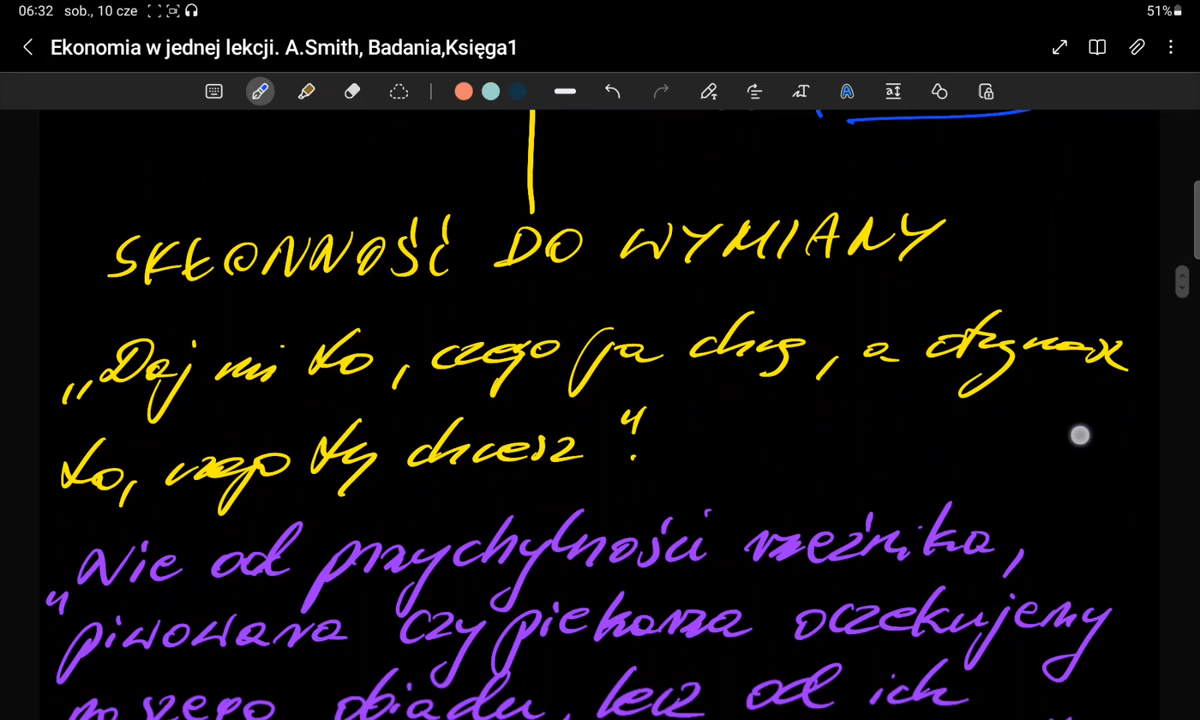 06:32 sob., 10 cze 51%
Ekonomia w jednej lekcji. A.Smith, Badania,Księga1
SKŁONNOŚĆ DO WYMIANY
„Daj mi to, czego ja chcę, a otrzymasz
to, czego ty chcesz".
„Nie od przychylności rzeźnika,
piwowara czy piekarza oczekujemy
naszego obiadu, lecz od ich